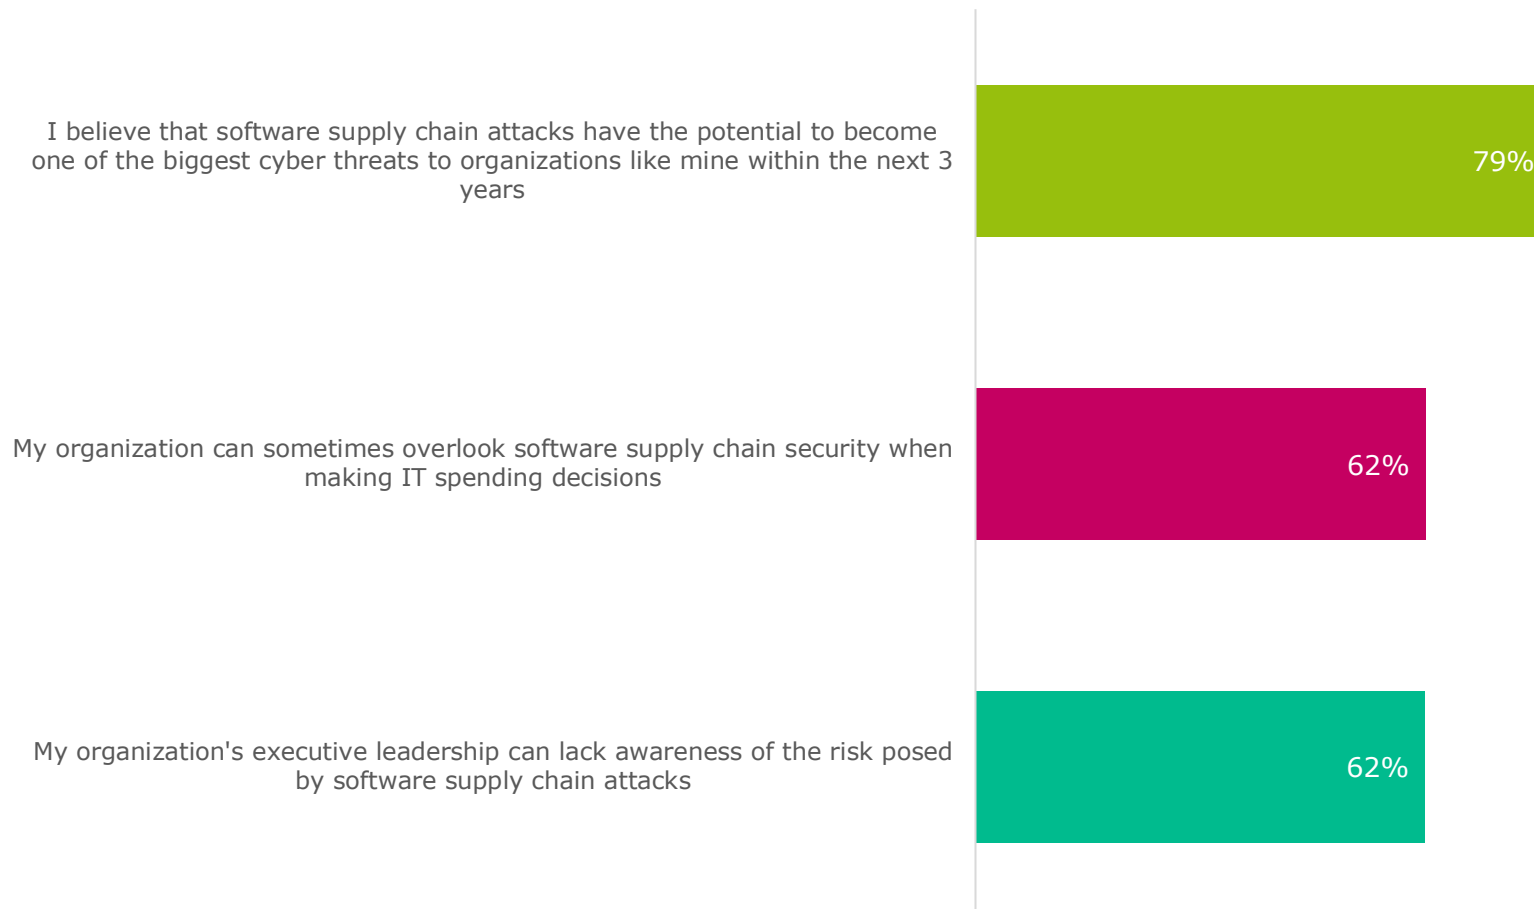 I believe that software supply chain attacks have the potential to become
one of the biggest cyber threats to organizations like mine within the next 3
years
79%
My organization can sometimes overlook software supply chain security when
making IT spending decisions
62%
My organization's executive leadership can lack awareness of the risk posed
by software supply chain attacks
62%